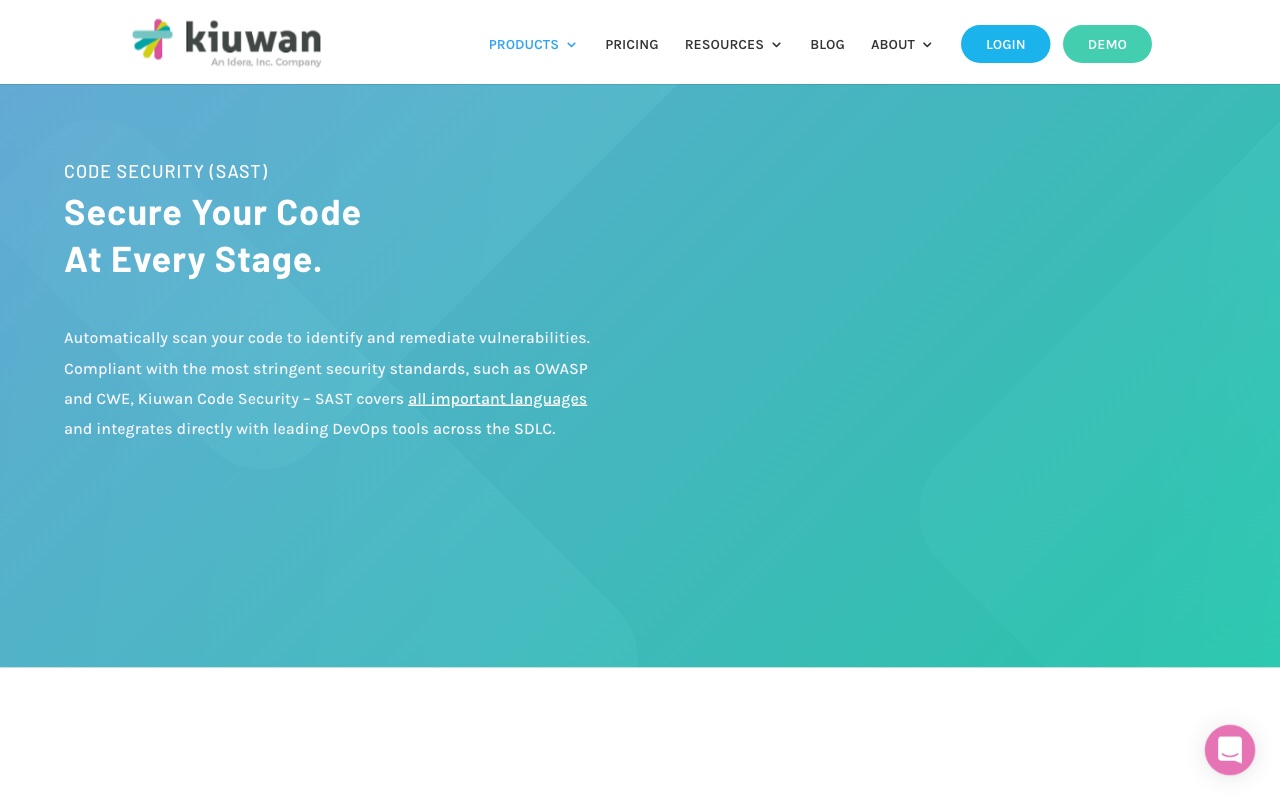 kiuwan
An Idera, Inc. Company
PRODUCTS
PRICING
RESOURCES
BLOG
ABOUT
LOGIN
DEMO
CODE SECURITY (SAST)
Secure Your Code
At Every Stage.
Automatically scan your code to identify and remediate vulnerabilities.
Compliant with the most stringent security standards, such as OWASP
and CWE, Kiuwan Code Security – SAST covers all important languages
and integrates directly with leading DevOps tools across the SDLC.